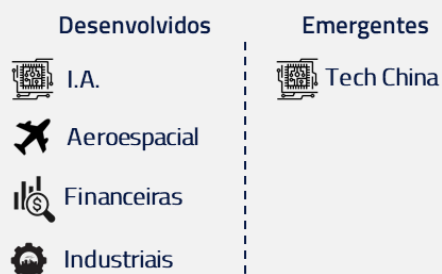 Desenvolvidos
I.A.
Aeroespacial
Financeiras
Industriais
Emergentes
Tech China